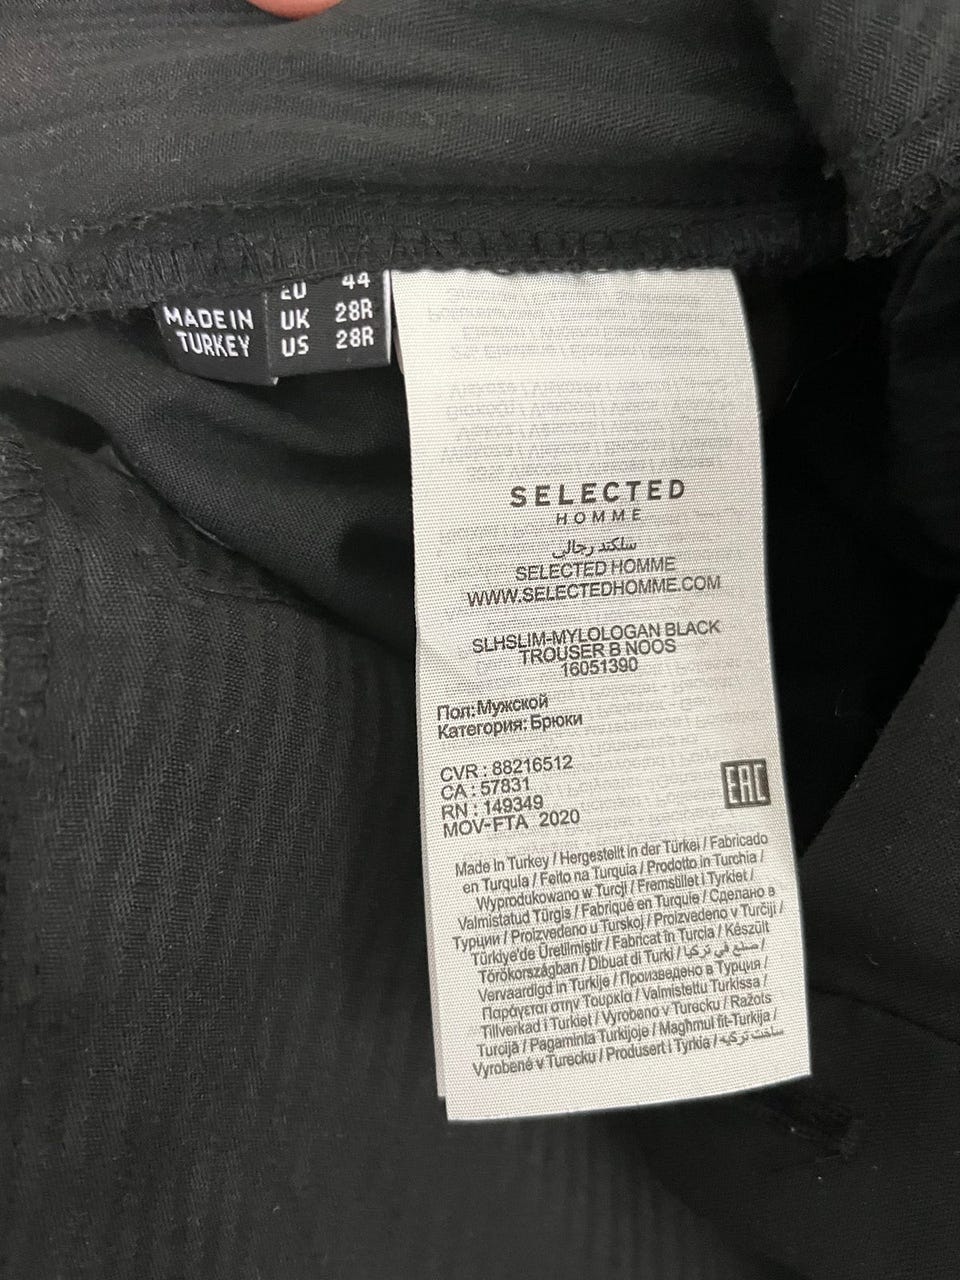 MADE IN
TURKEY
EU 44
UK 28R
US 28R
SELECTED
HOMME
سلكتد رجالي
SELECTED HOMME
WWW.SELECTEDHOMME.COM
SLHSLIM-MYLOLOGAN BLACK
TROUSER B NOOS
16051390
Пол: Мужской
Категория: Брюки
CVR : 88216512
CA : 57831
RN : 149349
MOV-FTA 2020
EAC
Made in Turkey / Hergestellt in der Türkei / Fabricado
en Turquía / Feito na Turquia / Prodotto in Turchia /
Wyprodukowano w Turcji / Fremstillet i Tyrkiet /
Valmistatud Türgis / Fabriqué en Turquie / Сделано в
Турции / Proizvedeno u Turskoj / Proizvedeno v Turčiji /
Türkiye'de Üretilmiştir / Fabricat în Turcia / Készült
Törökországban / Dibuat di Turki / صنع في تركيا /
Vervaardigd in Turkije / Произведено в Турция /
Παράγεται στην Τουρκία / Valmistettu Turkissa /
Tillverkad i Turkiet / Vyrobeno v Turecku / Ražots
Turcijā / Pagaminta Turkijoje / Magħmul fit-Turkija /
Vyrobené v Turecku / Produsert i Tyrkia / ساخت ترکیه